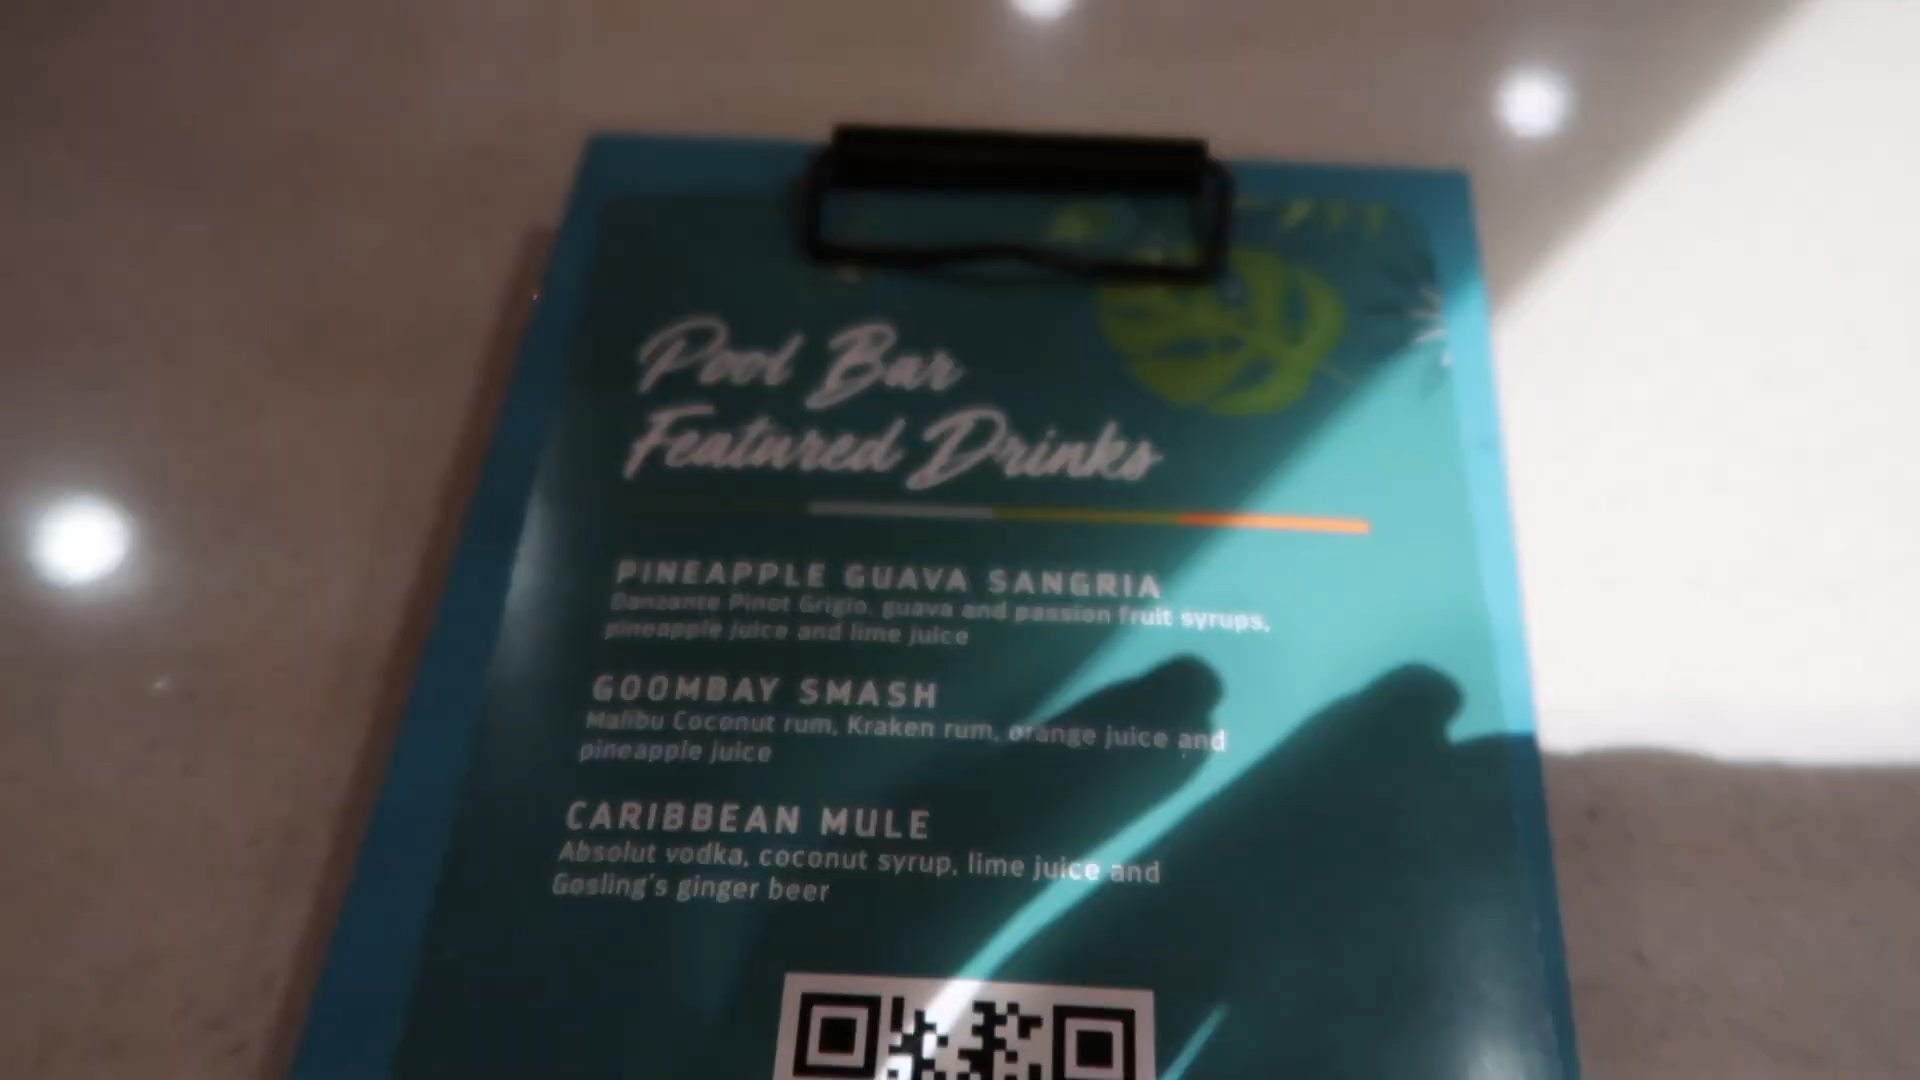 Pool Bar
Featured Drinks
PINEAPPLE GUAVA SANGRIA
Danzante Pinot Grigio, guava and passion fruit syrups,
pineapple juice and lime juice
GOOMBAY SMASH
Malibu Coconut rum, Kraken rum, orange juice and
pineapple juice
CARIBBEAN MULE
Absolut vodka, coconut syrup, lime juice and
Gosling's ginger beer